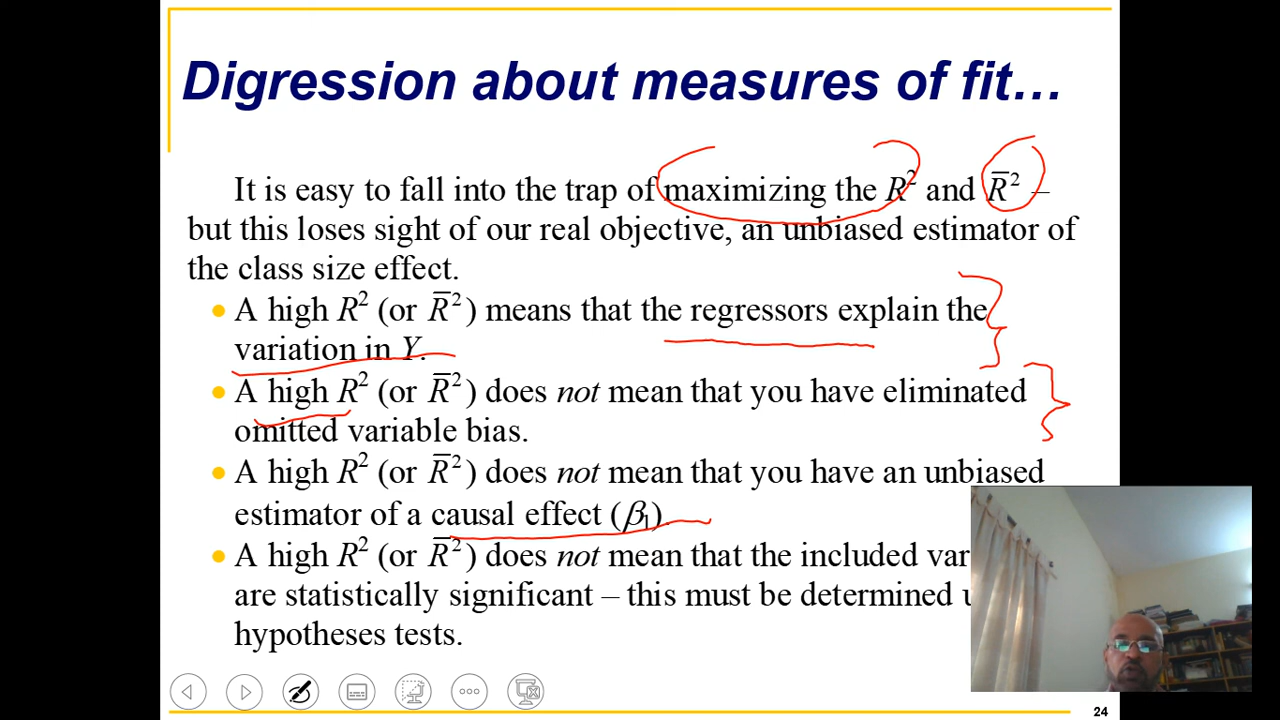 Digression about measures of fit…
It is easy to fall into the trap of maximizing the R² and R̅² –
but this loses sight of our real objective, an unbiased estimator of
the class size effect.
• A high R² (or R̅²) means that the regressors explain the
variation in Y.
• A high R² (or R̅²) does not mean that you have eliminated
omitted variable bias.
• A high R² (or R̅²) does not mean that you have an unbiased
estimator of a causal effect (β₁).
• A high R² (or R̅²) does not mean that the included
are statistically significant – this must be determined
hypotheses tests.
24